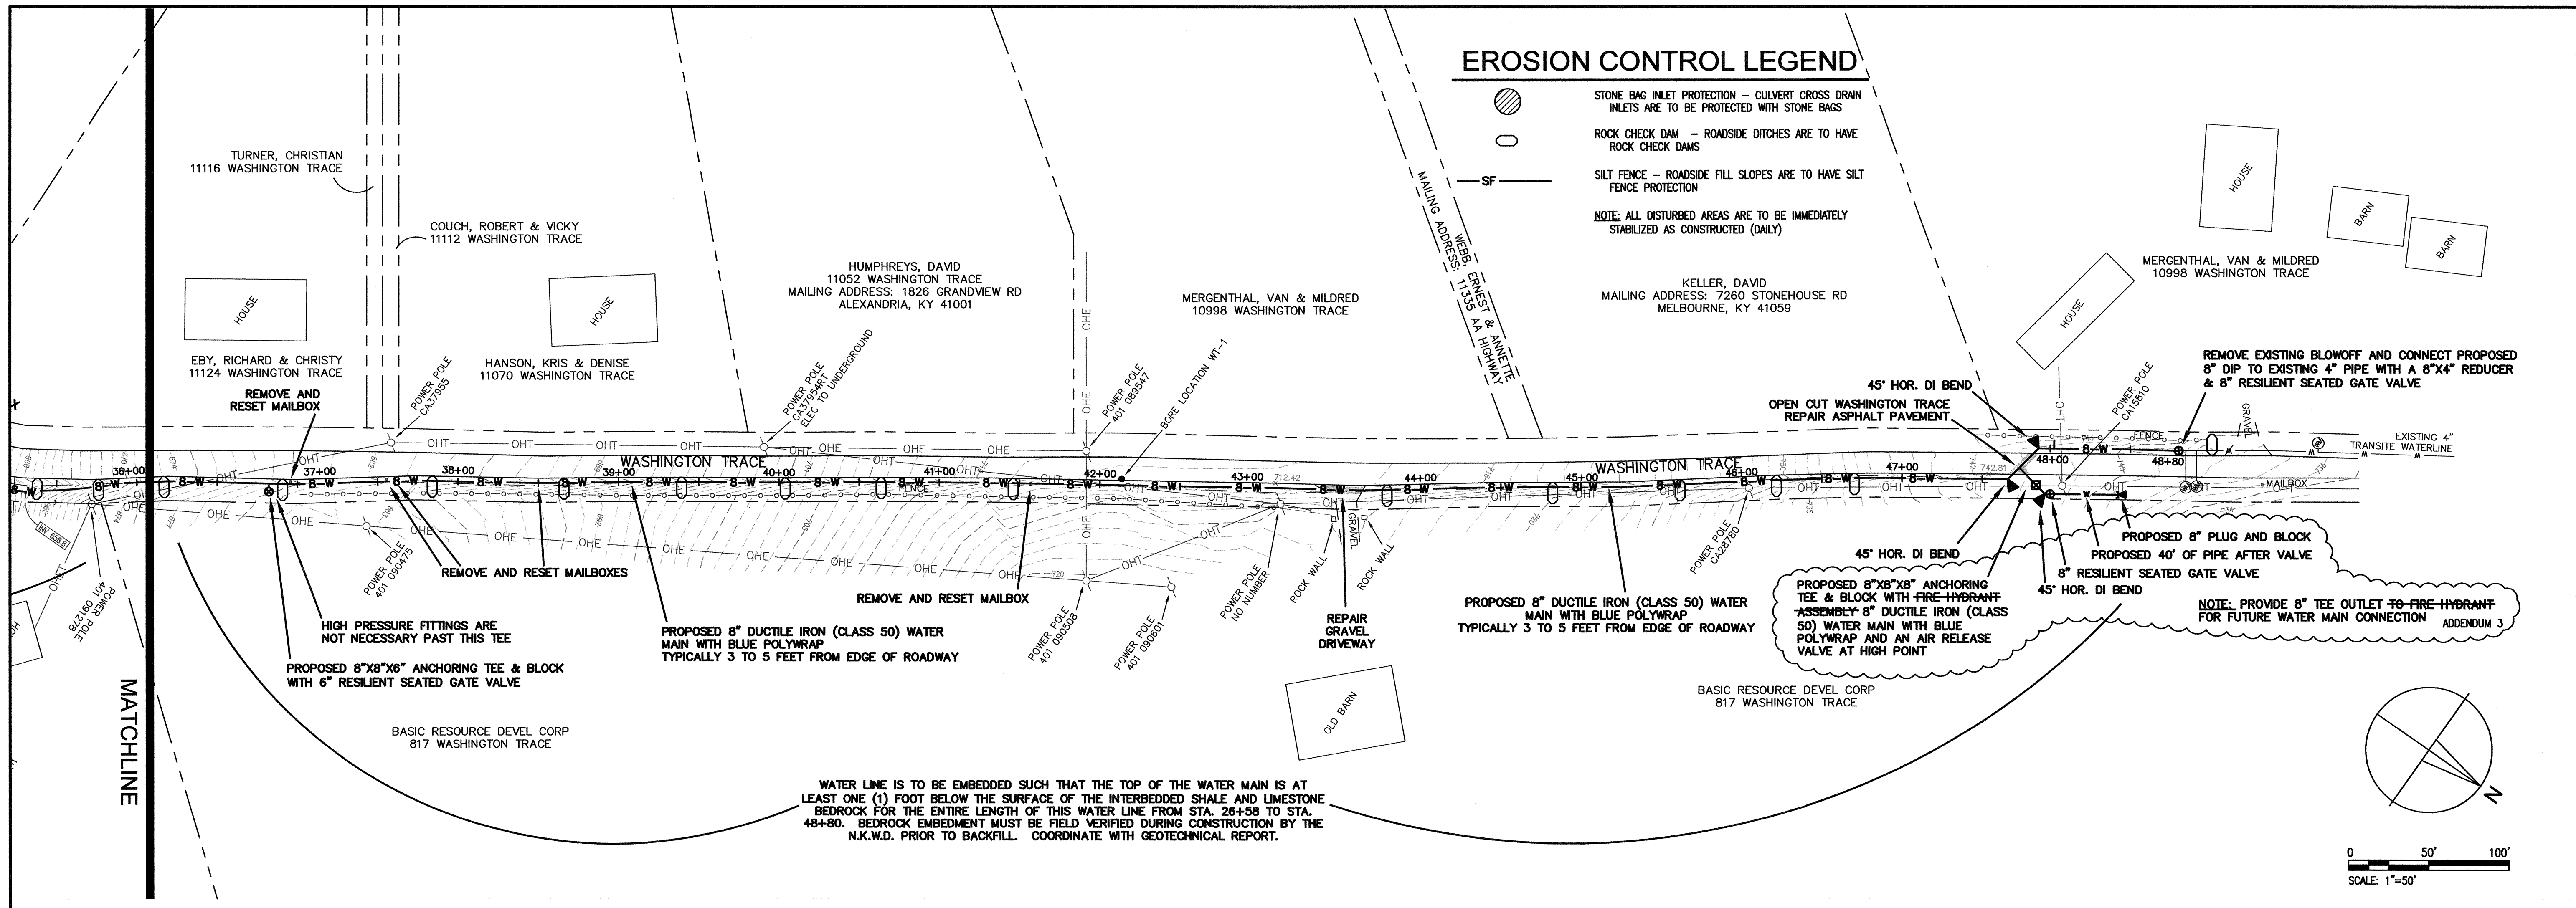 EROSION CONTROL LEGEND
STONE BAG INLET PROTECTION – CULVERT CROSS DRAIN
INLETS ARE TO BE PROTECTED WITH STONE BAGS
ROCK CHECK DAM – ROADSIDE DITCHES ARE TO HAVE
ROCK CHECK DAMS
SF
SILT FENCE – ROADSIDE FILL SLOPES ARE TO HAVE SILT
FENCE PROTECTION
NOTE: ALL DISTURBED AREAS ARE TO BE IMMEDIATELY
STABILIZED AS CONSTRUCTED (DAILY)
TURNER, CHRISTIAN
11116 WASHINGTON TRACE
COUCH, ROBERT & VICKY
11112 WASHINGTON TRACE
HOUSE
HOUSE
EBY, RICHARD & CHRISTY
11124 WASHINGTON TRACE
HANSON, KRIS & DENISE
11070 WASHINGTON TRACE
HUMPHREYS, DAVID
11052 WASHINGTON TRACE
MAILING ADDRESS: 1826 GRANDVIEW RD
ALEXANDRIA, KY 41001
MERGENTHAL, VAN & MILDRED
10998 WASHINGTON TRACE
WEBB, ERNEST & ANNETTE
MAILING ADDRESS: 11335 AA HIGHWAY
KELLER, DAVID
MAILING ADDRESS: 7260 STONEHOUSE RD
MELBOURNE, KY 41059
HOUSE
BARN
BARN
HOUSE
MERGENTHAL, VAN & MILDRED
10998 WASHINGTON TRACE
REMOVE AND
RESET MAILBOX
POWER POLE
CA37955
POWER POLE
CA37954RT
ELEC TO UNDERGROUND
POWER POLE
401 089547
BORE LOCATION WT-1
45° HOR. DI BEND
OPEN CUT WASHINGTON TRACE
REPAIR ASPHALT PAVEMENT
POWER POLE
CA15810
REMOVE EXISTING BLOWOFF AND CONNECT PROPOSED
8" DIP TO EXISTING 4" PIPE WITH A 8"X4" REDUCER
& 8" RESILIENT SEATED GATE VALVE
GRAVEL
EXISTING 4"
TRANSITE WATERLINE
FENCE
WASHINGTON TRACE
WASHINGTON TRACE
36+00
37+00
38+00
39+00
40+00
41+00
42+00
43+00
44+00
45+00
46+00
47+00
48+00
48+80
712.42
742.81
FENCE
MAILBOX
INV 658.8
POWER POLE
401 091278
POWER POLE
401 090475
REMOVE AND RESET MAILBOXES
REMOVE AND RESET MAILBOX
HIGH PRESSURE FITTINGS ARE
NOT NECESSARY PAST THIS TEE
PROPOSED 8"X8"X6" ANCHORING TEE & BLOCK
WITH 6" RESILIENT SEATED GATE VALVE
PROPOSED 8" DUCTILE IRON (CLASS 50) WATER
MAIN WITH BLUE POLYWRAP
TYPICALLY 3 TO 5 FEET FROM EDGE OF ROADWAY
POWER POLE
401 090508
POWER POLE
401 090601
POWER POLE
NO NUMBER
ROCK WALL
GRAVEL
ROCK WALL
REPAIR
GRAVEL
DRIVEWAY
OLD BARN
PROPOSED 8" DUCTILE IRON (CLASS 50) WATER
MAIN WITH BLUE POLYWRAP
TYPICALLY 3 TO 5 FEET FROM EDGE OF ROADWAY
POWER POLE
CA28780
45° HOR. DI BEND
PROPOSED 8"X8"X8" ANCHORING
TEE & BLOCK WITH FIRE HYDRANT
ASSEMBLY 8" DUCTILE IRON (CLASS
50) WATER MAIN WITH BLUE
POLYWRAP AND AN AIR RELEASE
VALVE AT HIGH POINT
PROPOSED 8" PLUG AND BLOCK
PROPOSED 40' OF PIPE AFTER VALVE
8" RESILIENT SEATED GATE VALVE
45° HOR. DI BEND
NOTE: PROVIDE 8" TEE OUTLET TO FIRE HYDRANT
FOR FUTURE WATER MAIN CONNECTION
ADDENDUM 3
BASIC RESOURCE DEVEL CORP
817 WASHINGTON TRACE
BASIC RESOURCE DEVEL CORP
817 WASHINGTON TRACE
MATCHLINE
WATER LINE IS TO BE EMBEDDED SUCH THAT THE TOP OF THE WATER MAIN IS AT
LEAST ONE (1) FOOT BELOW THE SURFACE OF THE INTERBEDDED SHALE AND LIMESTONE
BEDROCK FOR THE ENTIRE LENGTH OF THIS WATER LINE FROM STA. 26+58 TO STA.
48+80. BEDROCK EMBEDMENT MUST BE FIELD VERIFIED DURING CONSTRUCTION BY THE
N.K.W.D. PRIOR TO BACKFILL. COORDINATE WITH GEOTECHNICAL REPORT.
N
0 50' 100'
SCALE: 1"=50'